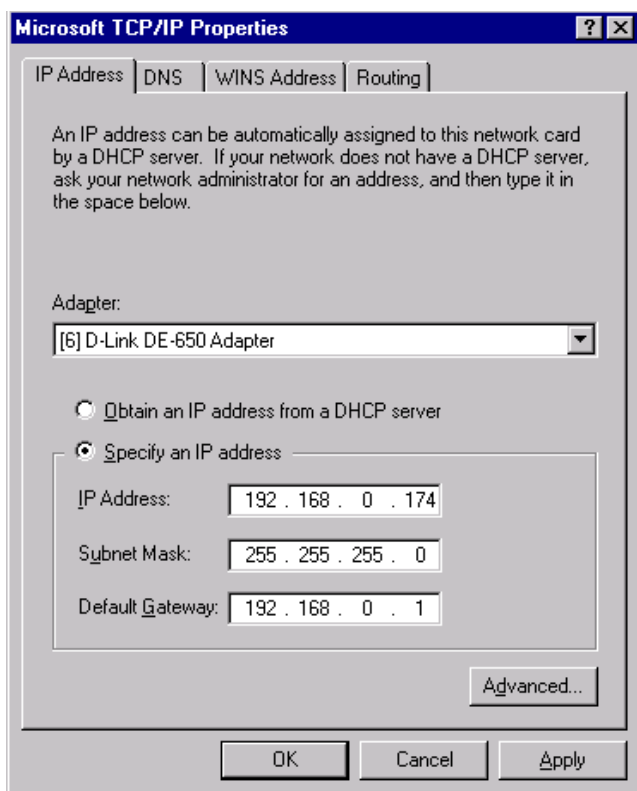 Microsoft TCP/IP Properties
IP Address DNS WINS Address Routing
An IP address can be automatically assigned to this network card
by a DHCP server. If your network does not have a DHCP server,
ask your network administrator for an address, and then type it in
the space below.
Adapter:
[6] D-Link DE-650 Adapter
Obtain an IP address from a DHCP server
Specify an IP address
IP Address: 192 . 168 . 0 . 174
Subnet Mask: 255 . 255 . 255 . 0
Default Gateway: 192 . 168 . 0 . 1
Advanced...
OK Cancel Apply